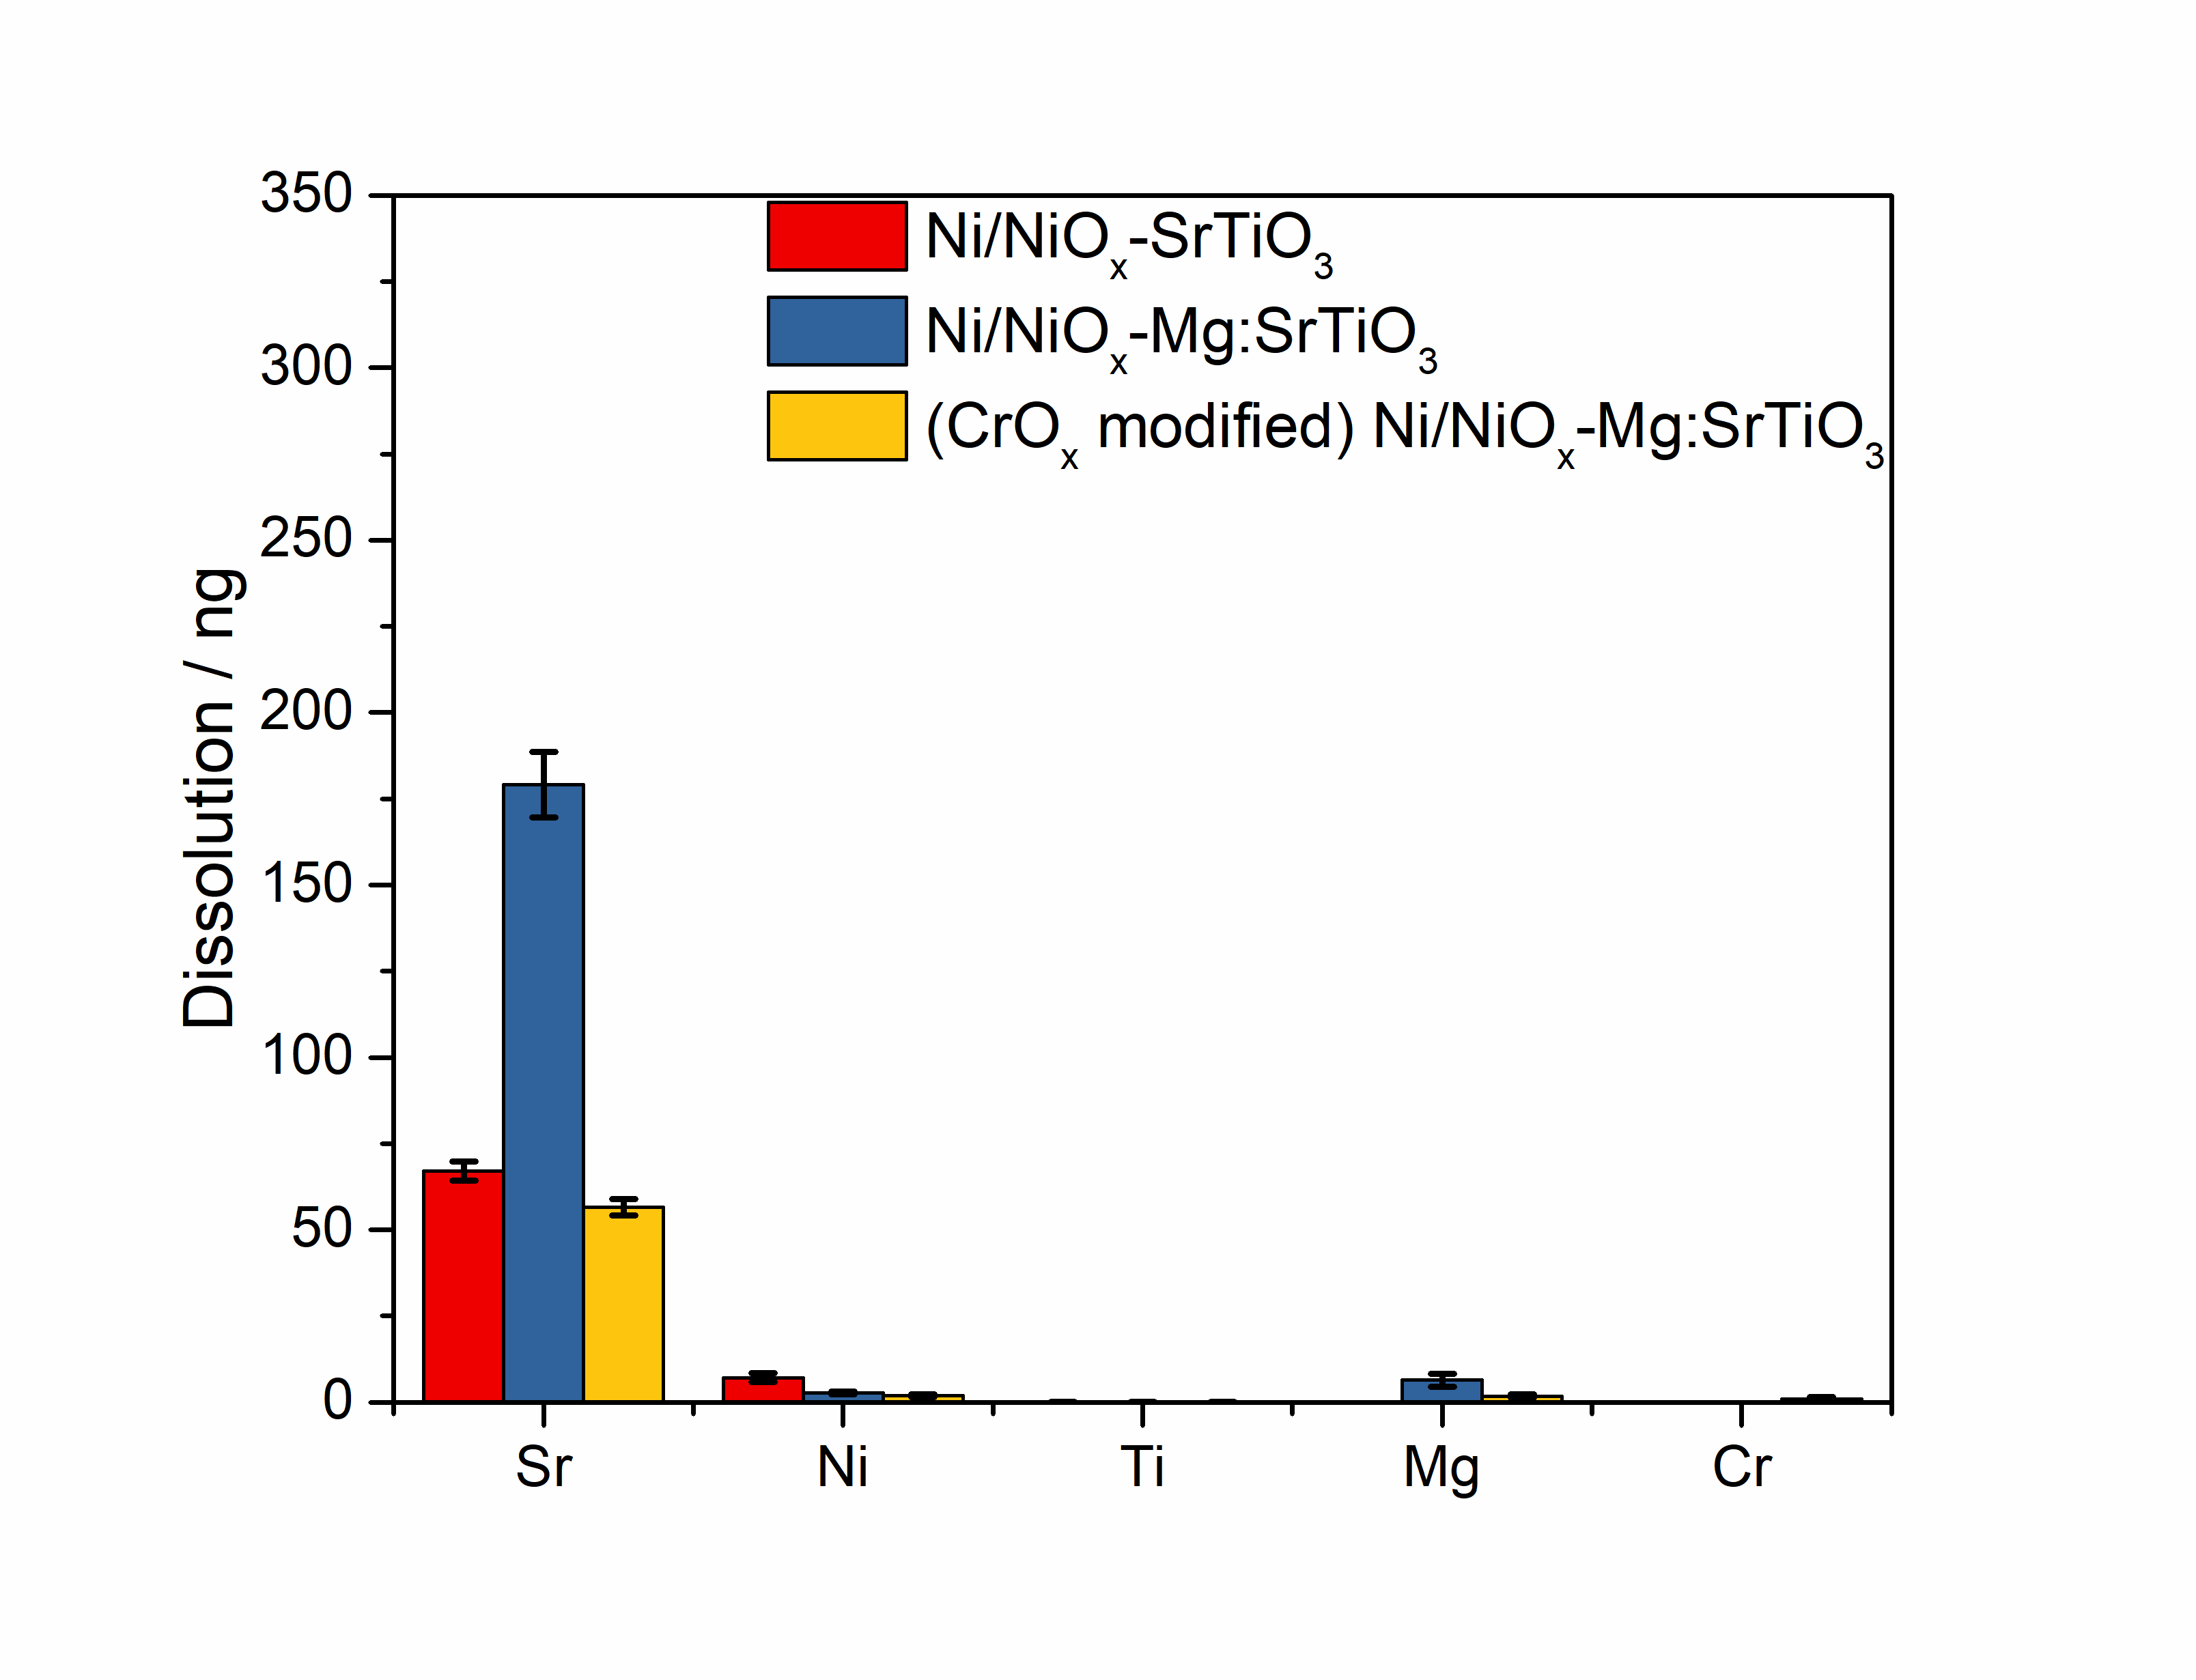 350
300
250
200
150
100
50
0
Dissolution / ng
Ni/NiOₓ-SrTiO₃
Ni/NiOₓ-Mg:SrTiO₃
(CrOₓ modified) Ni/NiOₓ-Mg:SrTiO₃
Sr Ni Ti Mg Cr